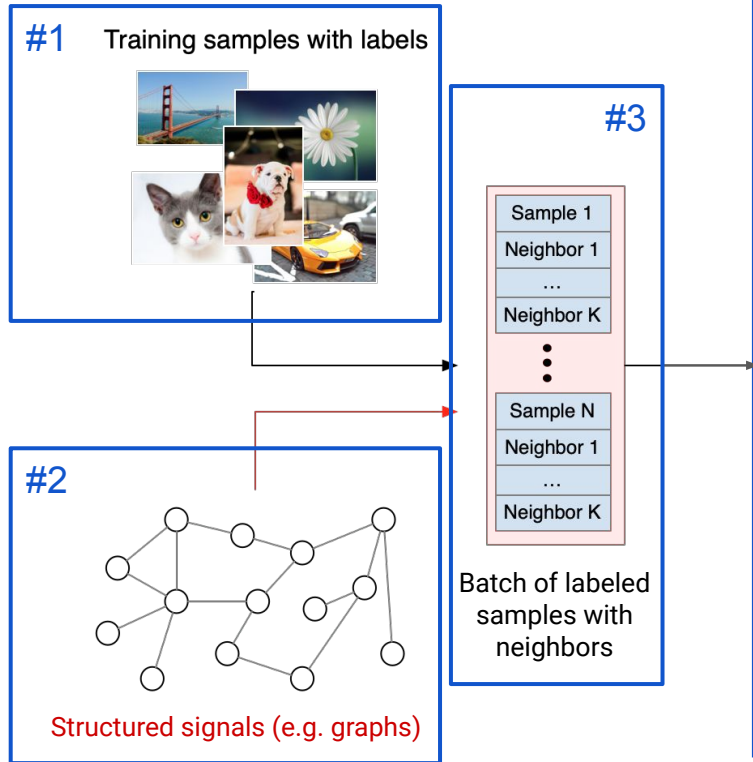 #1
Training samples with labels
#2
Structured signals (e.g. graphs)
#3
Sample 1
Neighbor 1
...
Neighbor K
Sample N
Neighbor 1
...
Neighbor K
Batch of labeled
samples with
neighbors